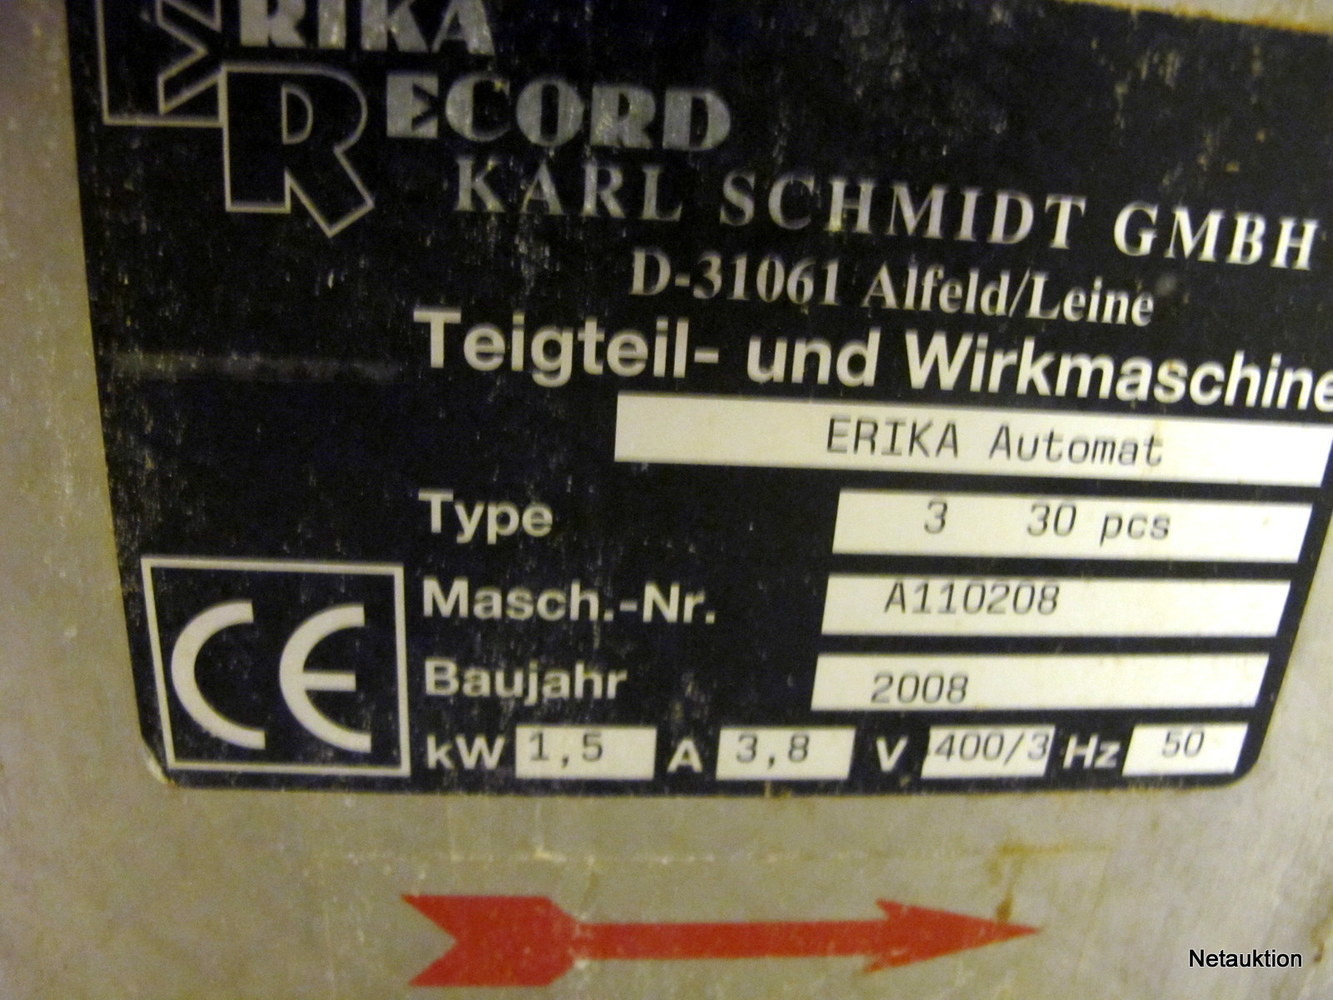 ERIKA
RECORD
KARL SCHMIDT GMBH
D-31061 Alfeld/Leine
Teigteil- und Wirkmaschine
ERIKA Automat
Type 3 30 pcs
Masch.-Nr. A110208
Baujahr 2008
CE kW 1,5 A 3,8 V 400/3 Hz 50
Netauktion